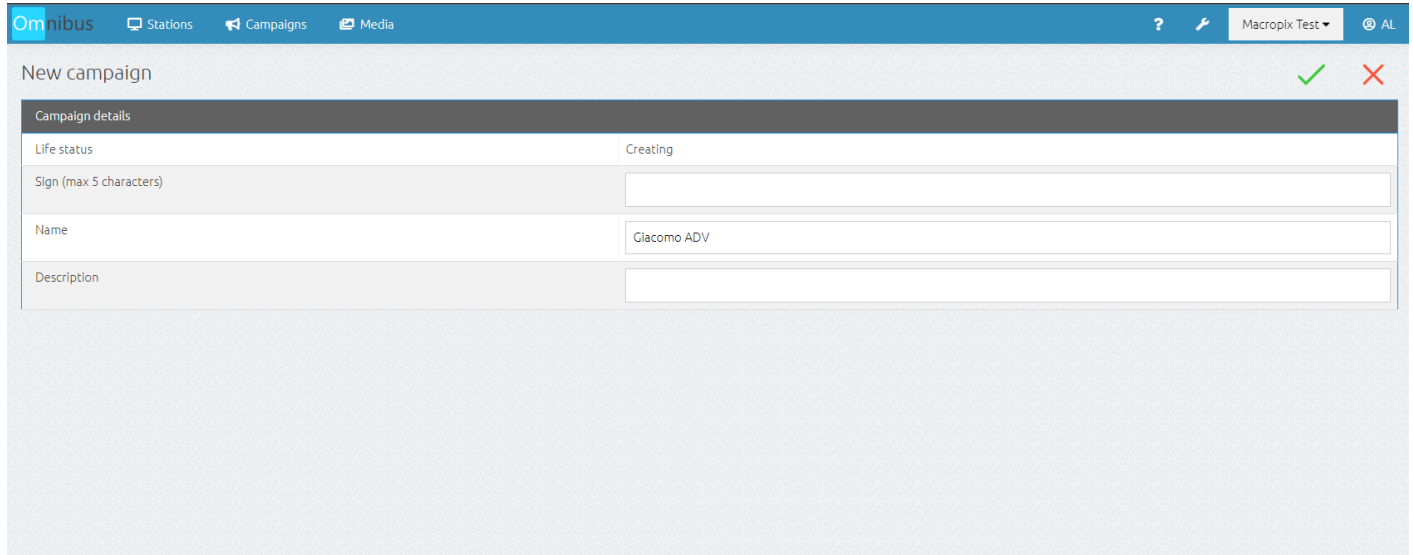 Omnibus Stations Campaigns Media ? Macropix Test AL
New campaign
Campaign details
Life status Creating
Sign (max 5 characters)
Name Giacomo ADV
Description